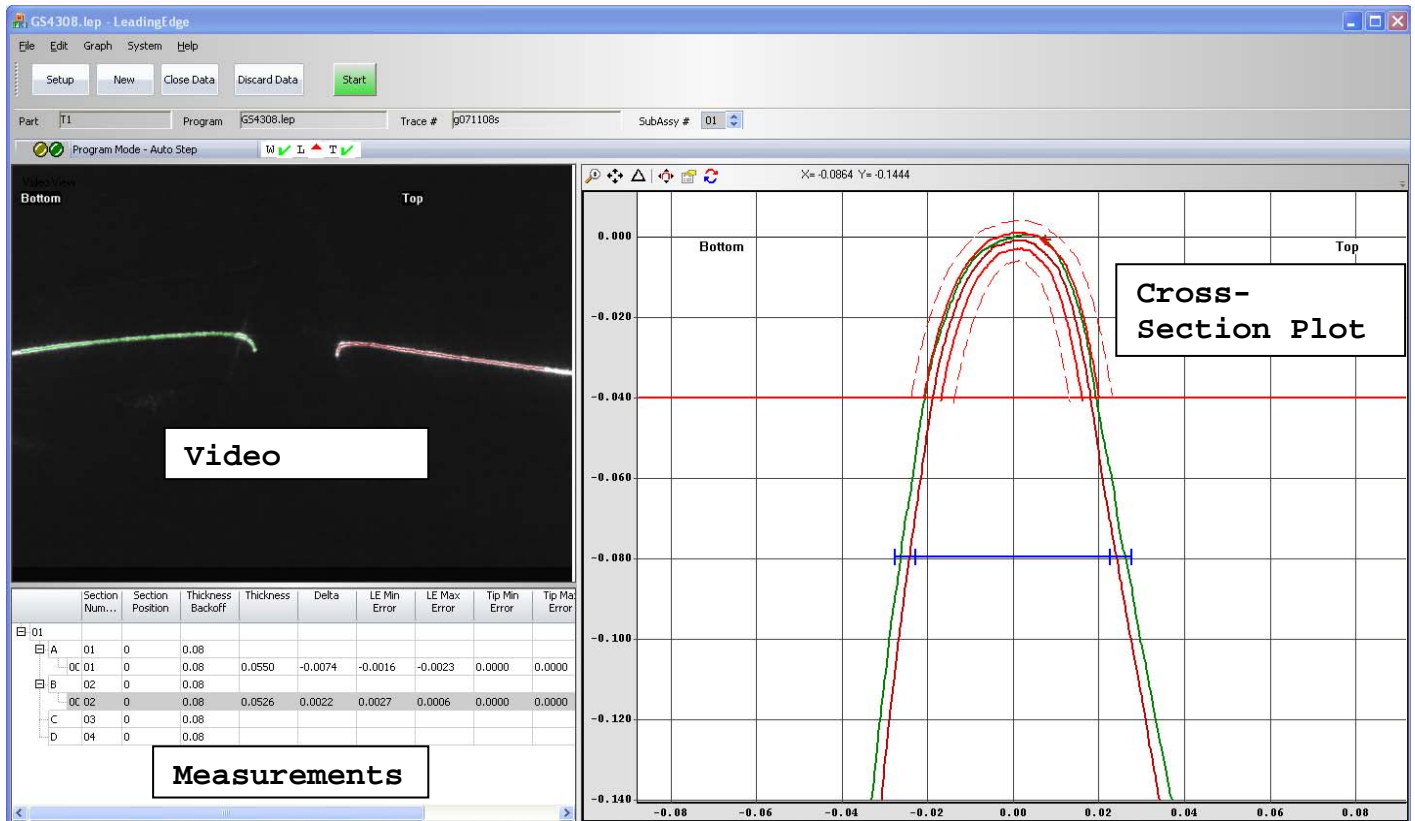 GS4308.lep - LeadingEdge
File Edit Graph System Help
Setup New Close Data Discard Data Start
Part T1 Program GS4308.lep Trace # g071108s SubAssy # 01
Program Mode - Auto Step W L T
Video View
Bottom Top
Video
X= -0.0864 Y= -0.1444
Bottom Top
Cross-
Section Plot
0.000
-0.020
-0.040
-0.060
-0.080
-0.100
-0.120
-0.140
-0.08 -0.06 -0.04 -0.02 0.00 0.02 0.04 0.06 0.08
Section Section Thickness Thickness Delta LE Min LE Max Tip Min Tip Ma
Num... Position Backoff Error Error Error Error
01
A 01 0 0.08
0C 01 0 0.08 0.0550 -0.0074 -0.0016 -0.0023 0.0000 0.0000
B 02 0 0.08
0C 02 0 0.08 0.0526 0.0022 0.0027 0.0006 0.0000 0.0000
C 03 0 0.08
D 04 0 0.08
Measurements